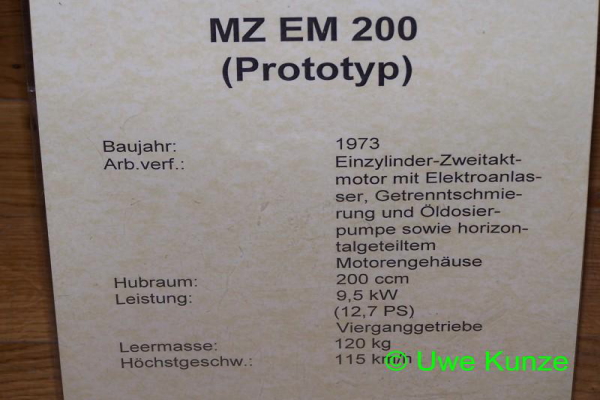 MZ EM 200
(Prototyp)
Baujahr: 1973
Arb.verf.: Einzylinder-Zweitakt-
motor mit Elektroanlas-
ser, Getrenntschmie-
rung und Öldosier-
pumpe sowie horizon-
talgeteiltem
Motorengehäuse
Hubraum: 200 ccm
Leistung: 9,5 kW
(12,7 PS)
Vierganggetriebe
Leermasse: 120 kg
Höchstgeschw.: 115 km/h
© Uwe Kunze